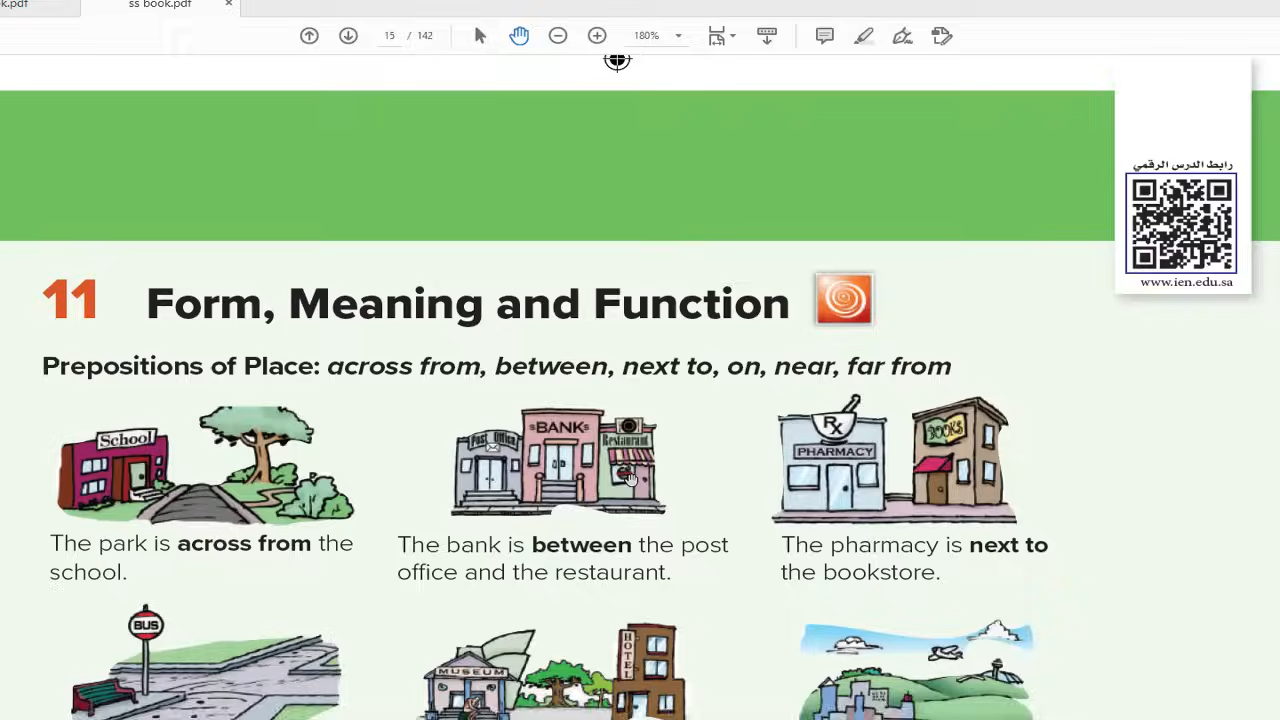 k.pdf
ss book.pdf ×
15 / 142
180%
رابط الدرس الرقمي
www.ien.edu.sa
11 Form, Meaning and Function
Prepositions of Place: across from, between, next to, on, near, far from
School
Post Office
BANK
Restaurant
RX
PHARMACY
BOOKS
The park is across from the
school.
The bank is between the post
office and the restaurant.
The pharmacy is next to
the bookstore.
BUS
MUSEUM
HOTEL